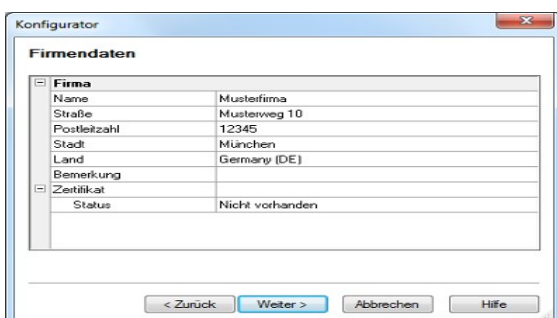 Konfigurator
Firmendaten
Firma
Name Musterfirma
Straße Musterweg 10
Postleitzahl 12345
Stadt München
Land Germany (DE)
Bemerkung
Zertifikat
Status Nicht vorhanden
< Zurück Weiter > Abbrechen Hilfe